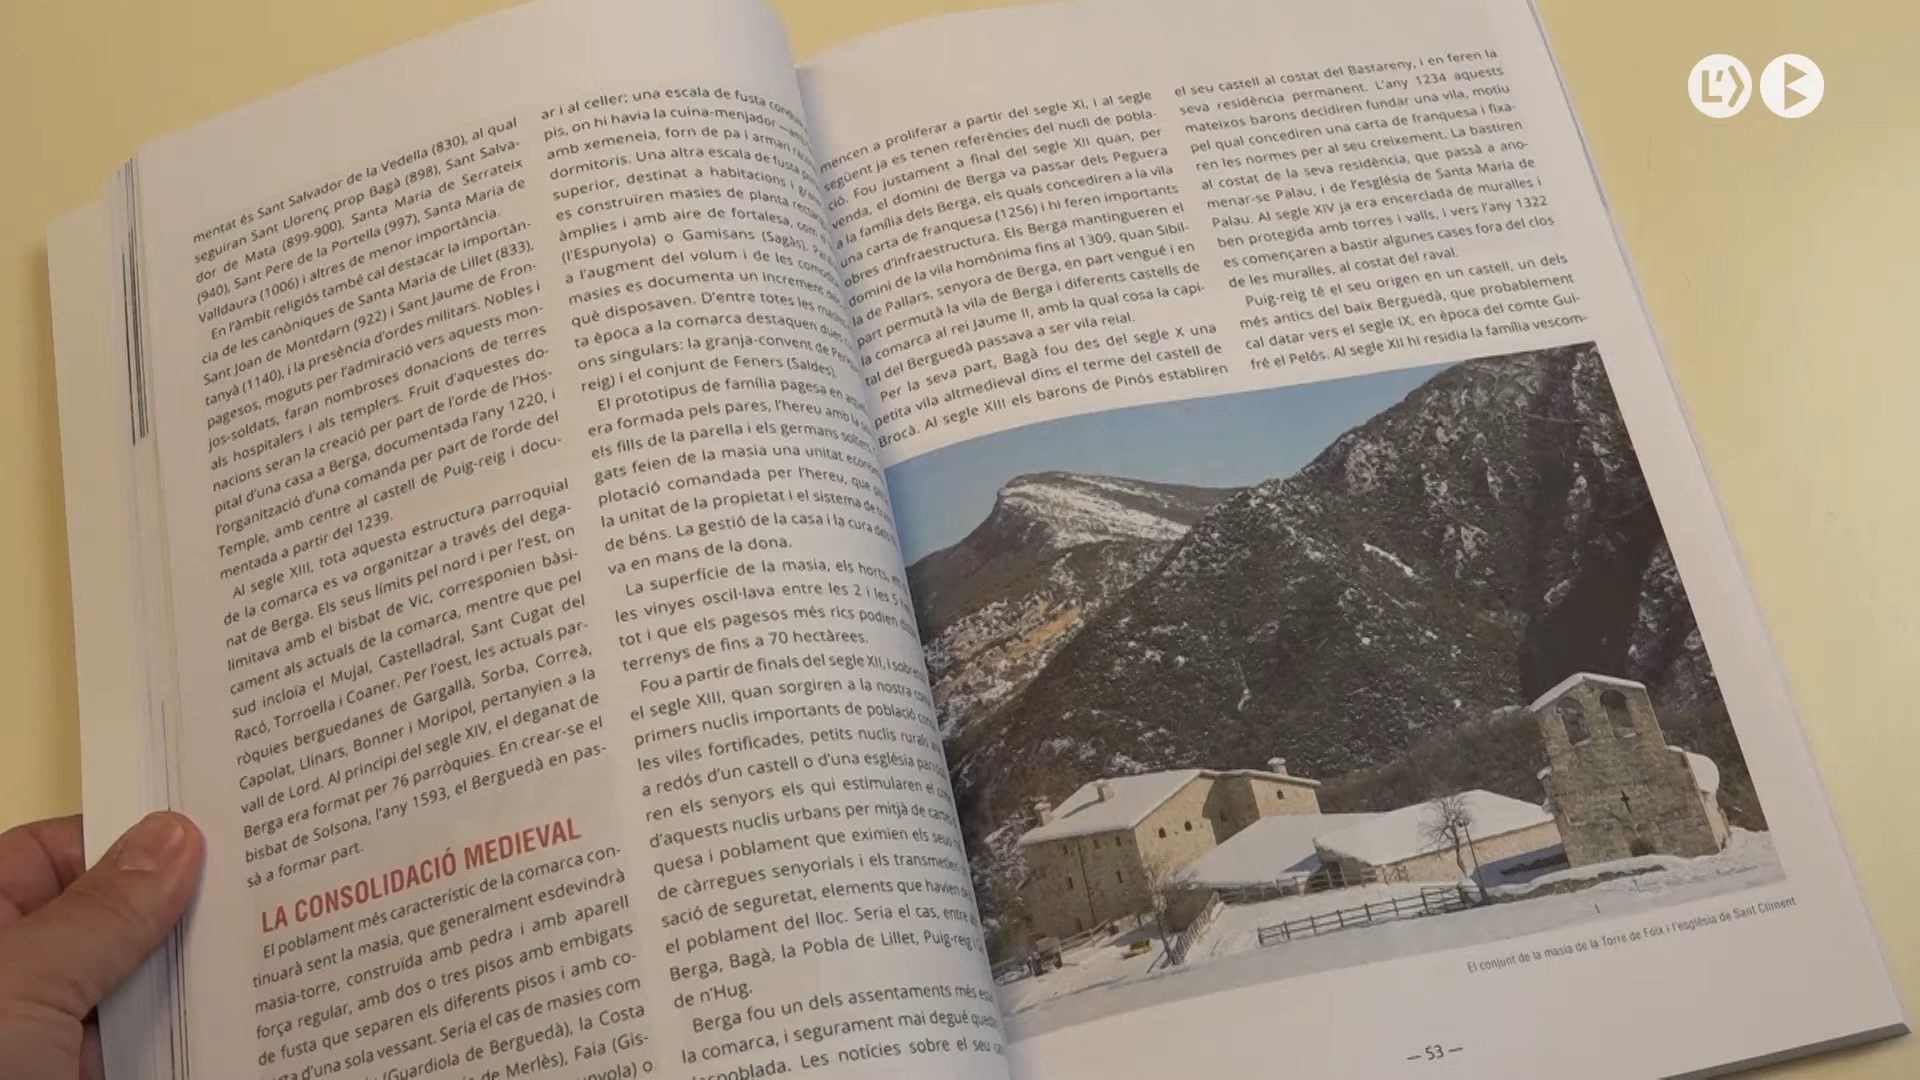 mentat és Sant Salvador de la Vedella (830), al qual
seguiran Sant Llorenç prop Bagà (898), Sant Salva-
dor de Mata (899-900), Santa Maria de Serrateix
(940), Sant Pere de la Portella (997), Santa Maria de
Valldaura (1006) i altres de menor importància.
En l'àmbit religiós també cal destacar la importàn-
cia de les canòniques de Santa Maria de Lillet (833),
Sant Joan de Montdarn (922) i Sant Jaume de Fron-
tanyà (1140), i la presència d'ordes militars. Nobles i
pagesos, moguts per l'admiració vers aquests mon-
jos-soldats, faran nombroses donacions de terres
als hospitalers i als templers. Fruit d'aquestes do-
nacions seran la creació per part de l'orde de l'Hos-
pital d'una casa a Berga, documentada l'any 1220, i
l'organització d'una comanda per part de l'orde del
Temple, amb centre al castell de Puig-reig i docu-
mentada a partir del 1239.
Al segle XIII, tota aquesta estructura parroquial
de la comarca es va organitzar a través del dega-
nat de Berga. Els seus límits pel nord i per l'est, on
limitava amb el bisbat de Vic, corresponien bàsi-
cament als actuals de la comarca, mentre que pel
sud incloïa el Mujal, Castelladral, Sant Cugat del
Racó, Torroella i Coaner. Per l'oest, les actuals par-
ròquies berguedanes de Gargallà, Sorba, Correà,
Capolat, Llinars, Bonner i Moripol, pertanyien a la
vall de Lord. Al principi del segle XIV, el deganat de
Berga era format per 76 parròquies. En crear-se el
bisbat de Solsona, l'any 1593, el Berguedà en pas-
sà a formar part.
LA CONSOLIDACIÓ MEDIEVAL
El poblament més característic de la comarca con-
tinuarà sent la masia, que generalment esdevindrà
masia-torre, construïda amb pedra i amb aparell
força regular, amb dos o tres pisos amb embigats
de fusta que separen els diferents pisos i amb co-
d'una sol vessant. Seria el cas de masies com
(Guardiola de Berguedà), la Costa
de Merlès), Faia (Gis-
o
ar i al celler; una escala de fusta
pis, on hi havia la cuina-menjador
amb xemeneia, forn de pa i
dormitoris. Una altra escala de fusta
superior, destinat a habitacions i
es construïren masies de planta
àmplies i amb aire de fortalesa, com
(l'Espunyola) o Gamisans (Sagàs).
a l'augment del volum i de les
masies es documenta un increment
què disposaven. D'entre totes les
ta època a la comarca destaquen
ons singulars: la granja-convent de
reig) i el conjunt de Feners (Saldes).
El prototipus de família pagesa en
era formada pels pares, l'hereu amb la
els fills de la parella i els germans
gats feien de la masia una unitat
plotació comandada per l'hereu, que
la unitat de la propietat i el sistema de
de béns. La gestió de la casa i la cura
va en mans de la dona.
La superfície de la masia, els horts,
les vinyes oscil·lava entre les 2 i les 5
tot i que els pagesos més rics podien
terrenys de fins a 70 hectàrees.
Fou a partir de finals del segle XII, i
el segle XIII, quan sorgiren a la nostra
primers nuclis importants de població
les viles fortificades, petits nuclis rurals
a redós d'un castell o d'una església
ren els senyors els qui estimularen el
d'aquests nuclis urbans per mitjà de
quesa i poblament que eximien els seus
de càrregues senyorials i els
sació de seguretat, elements que havien
el poblament del lloc. Seria el cas, entre
Berga, Bagà, la Pobla de Lillet, Puig-reig
de n'Hug.
Berga fou un dels assentaments més
la comarca, i segurament mai degué
Les notícies sobre el seu
mencen a proliferar a partir del segle XI, i al segle
següent ja es tenen referències del nucli de pobla-
ció. Fou justament a final del segle XII quan, per
venda, el domini de Berga va passar dels Peguera
a la família dels Berga, els quals concediren a la vila
una carta de franquesa (1256) i hi feren importants
obres d'infraestructura. Els Berga mantingueren el
domini de la vila homònima fins al 1309, quan Sibil-
la de Pallars, senyora de Berga, en part vengué i en
part permutà la vila de Berga i diferents castells de
la comarca al rei Jaume II, amb la qual cosa la capi-
tal del Berguedà passava a ser vila reial.
Per la seva part, Bagà fou des del segle X una
petita vila altmedieval dins el terme del castell de
Brocà. Al segle XIII els barons de Pinós establiren
el seu castell al costat del Bastareny, i en feren la
seva residència permanent. L'any 1234 aquests
mateixos barons decidiren fundar una vila, motiu
pel qual concediren una carta de franquesa i fixa-
ren les normes per al seu creixement. La bastiren
al costat de la seva residència, que passà a ano-
menar-se Palau, i de l'església de Santa Maria de
Palau. Al segle XIV ja era encerclada de muralles i
ben protegida amb torres i valls, i vers l'any 1322
es començaren a bastir algunes cases fora del clos
de les muralles, al costat del raval.
Puig-reig té el seu origen en un castell, un dels
més antics del baix Berguedà, que probablement
cal datar vers el segle IX, en època del comte Gui-
fré el Pelós. Al segle XII hi residia la família vescom-
El conjunt de la masia de la Torre de Foix i l'església de Sant Climent
— 53 —